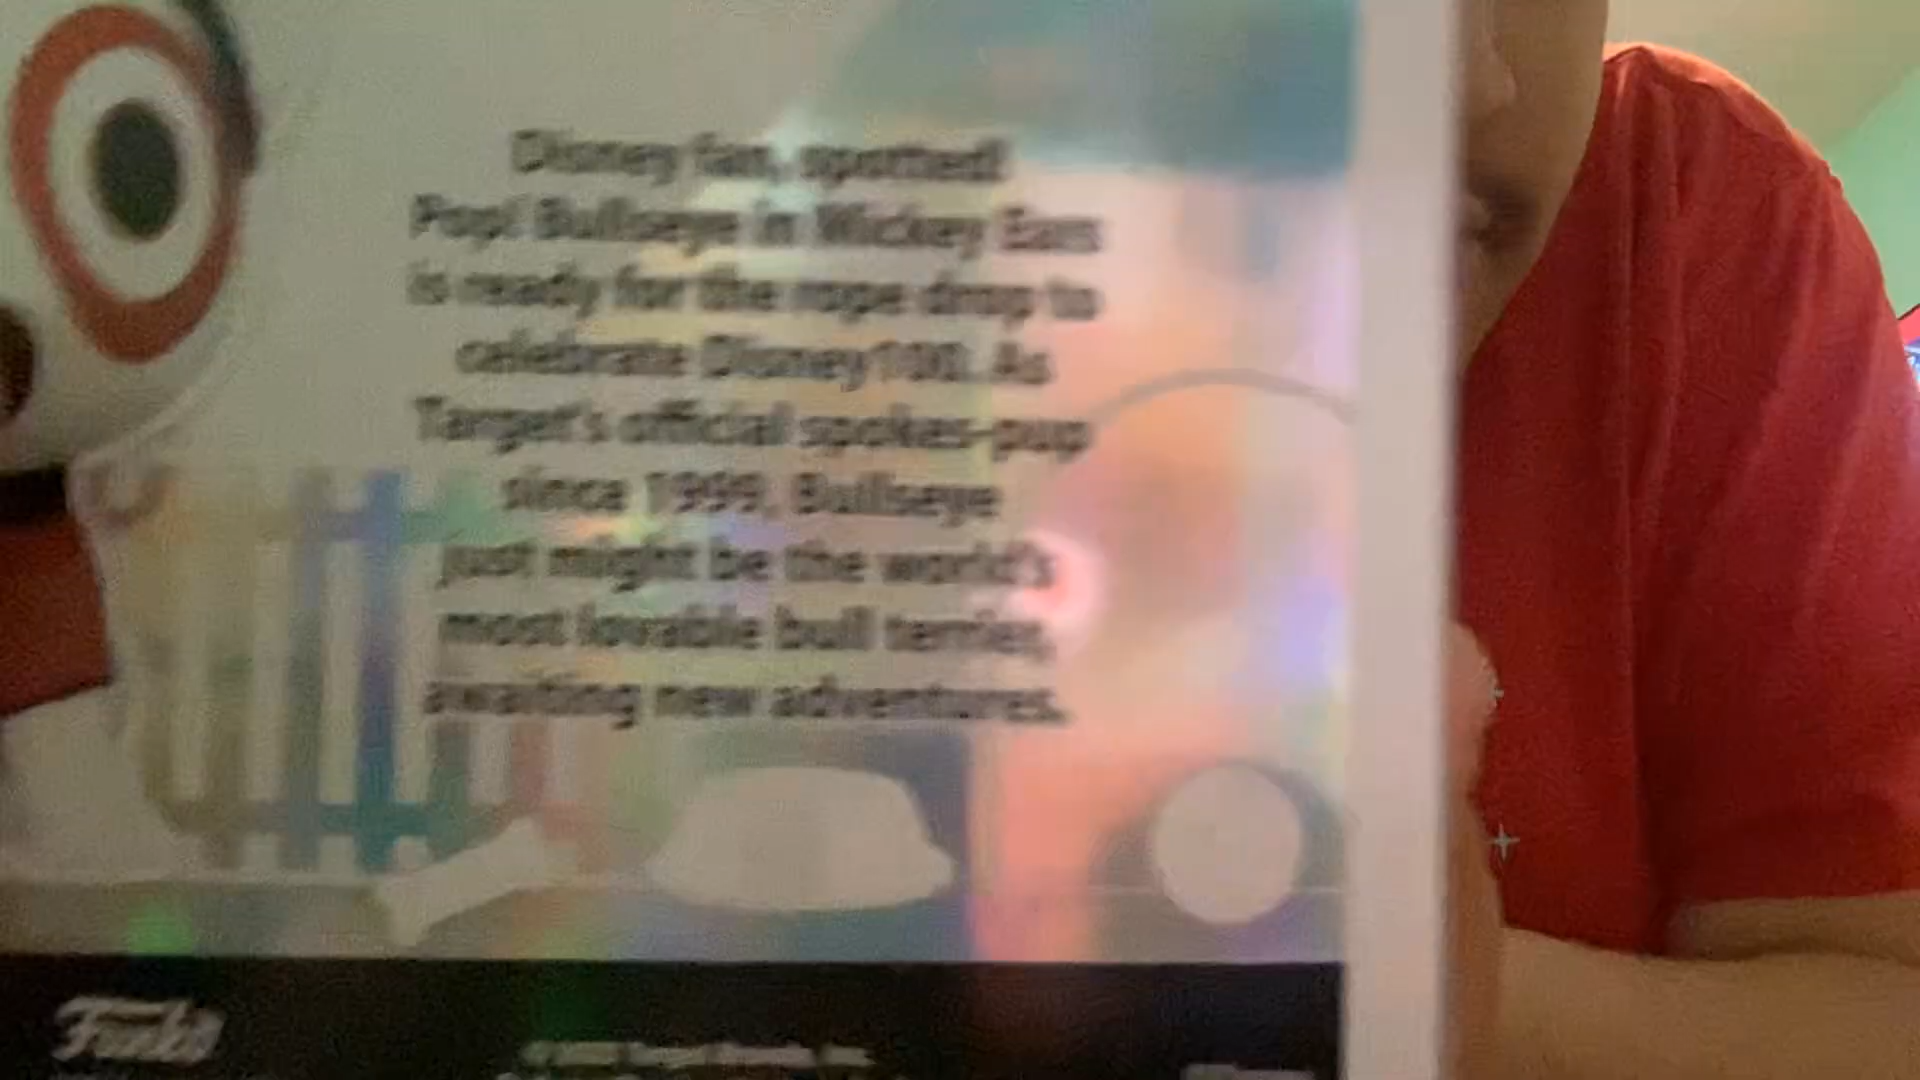 Disney fan, spotted!
Pop! Bullseye in Mickey Ears
is ready for the rope drop to
celebrate Disney100. As
Target's official spokes-pup
since 1999, Bullseye
just might be the world's
most lovable bull terrier,
awaiting new adventures.
Funko